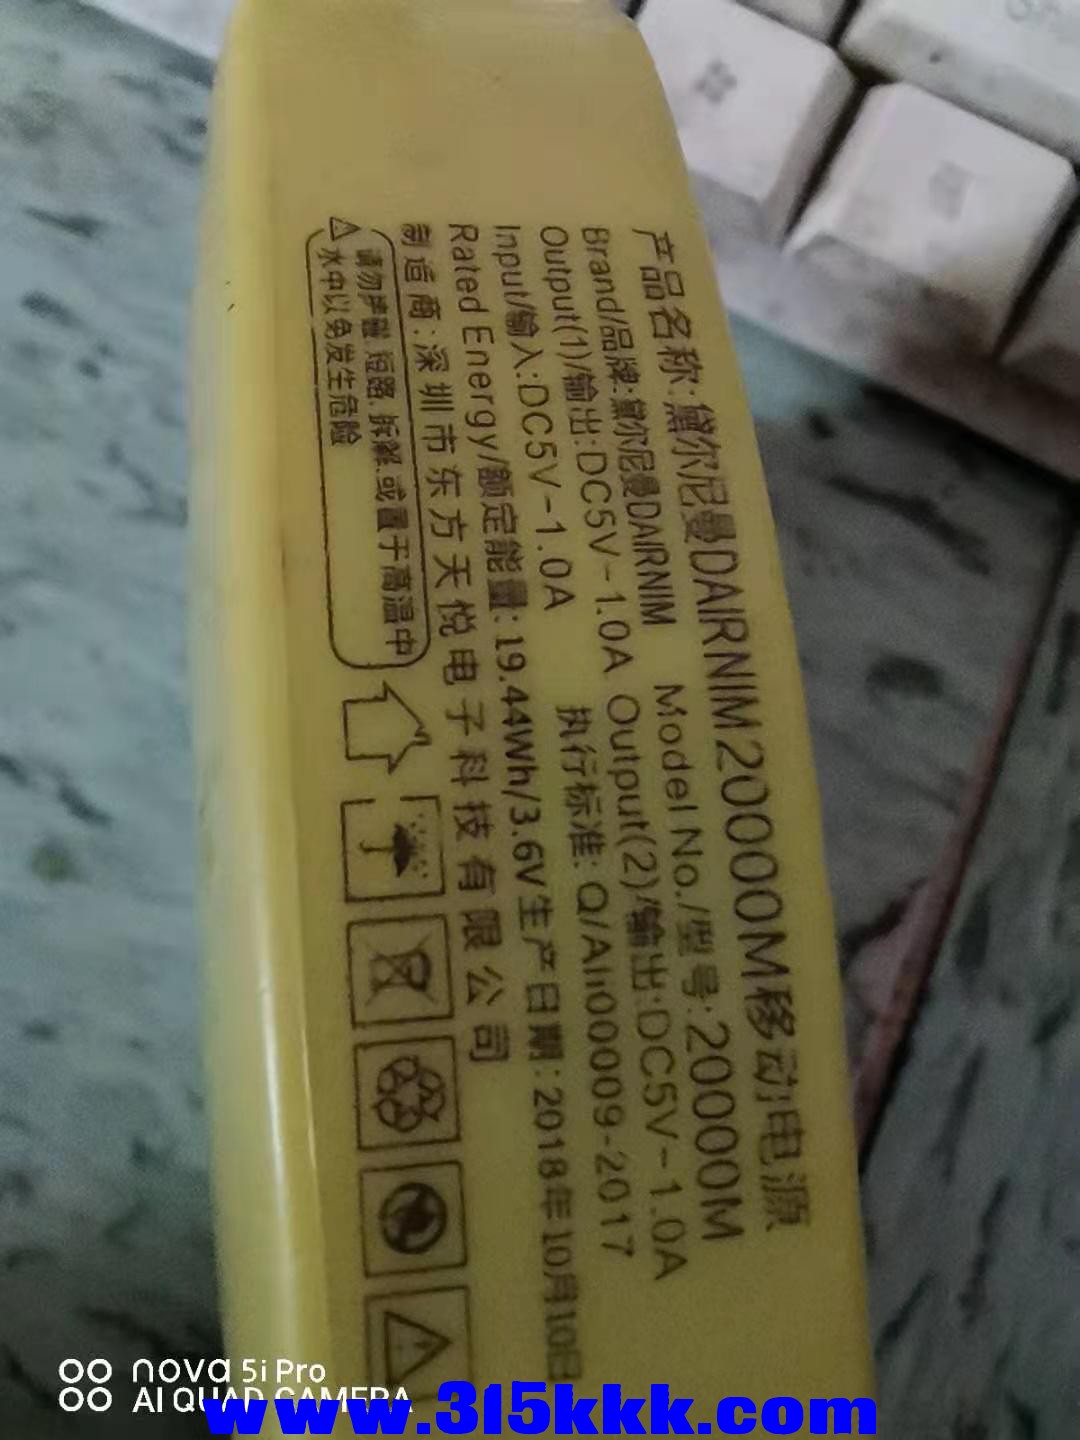 产品名称:黛尔尼曼DAIRNIM20000M移动电源
Brand/品牌:黛尔尼曼DAIRNIM Model No./型号:20000M
Output(1)/输出:DC5V-1.0A Output(2)/输出:DC5V-1.0A
Input/输入:DC5V-1.0A 执行标准: Q/AIi00009-2017
Rated Energy/额定能量:19.44Wh/3.6V生产日期:2018年10月10日
制造商:深圳市东方天悦电子科技有限公司
请勿严碰.短路.拆解.或置于高温中
水中以免发生危险
nova 5i Pro
AI QUAD CAMERA
www.315kkk.com